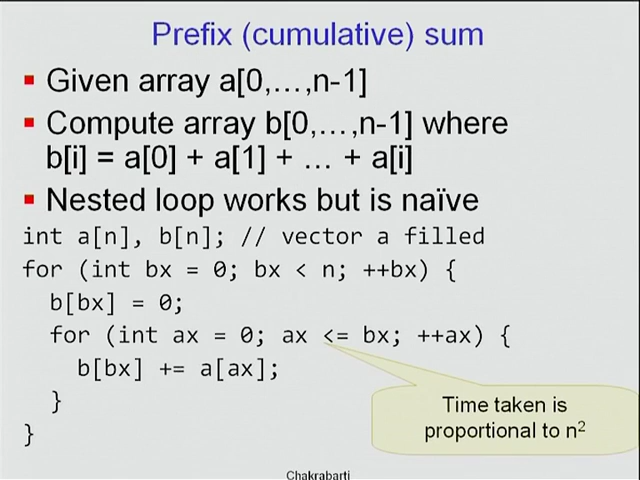 Prefix (cumulative) sum
Given array a[0,…,n-1]
Compute array b[0,…,n-1] where
b[i] = a[0] + a[1] + … + a[i]
Nested loop works but is naïve
int a[n], b[n]; // vector a filled
for (int bx = 0; bx < n; ++bx) {
b[bx] = 0;
for (int ax = 0; ax <= bx; ++ax) {
b[bx] += a[ax];
}
}
Time taken is
proportional to n²
Chakrabarti